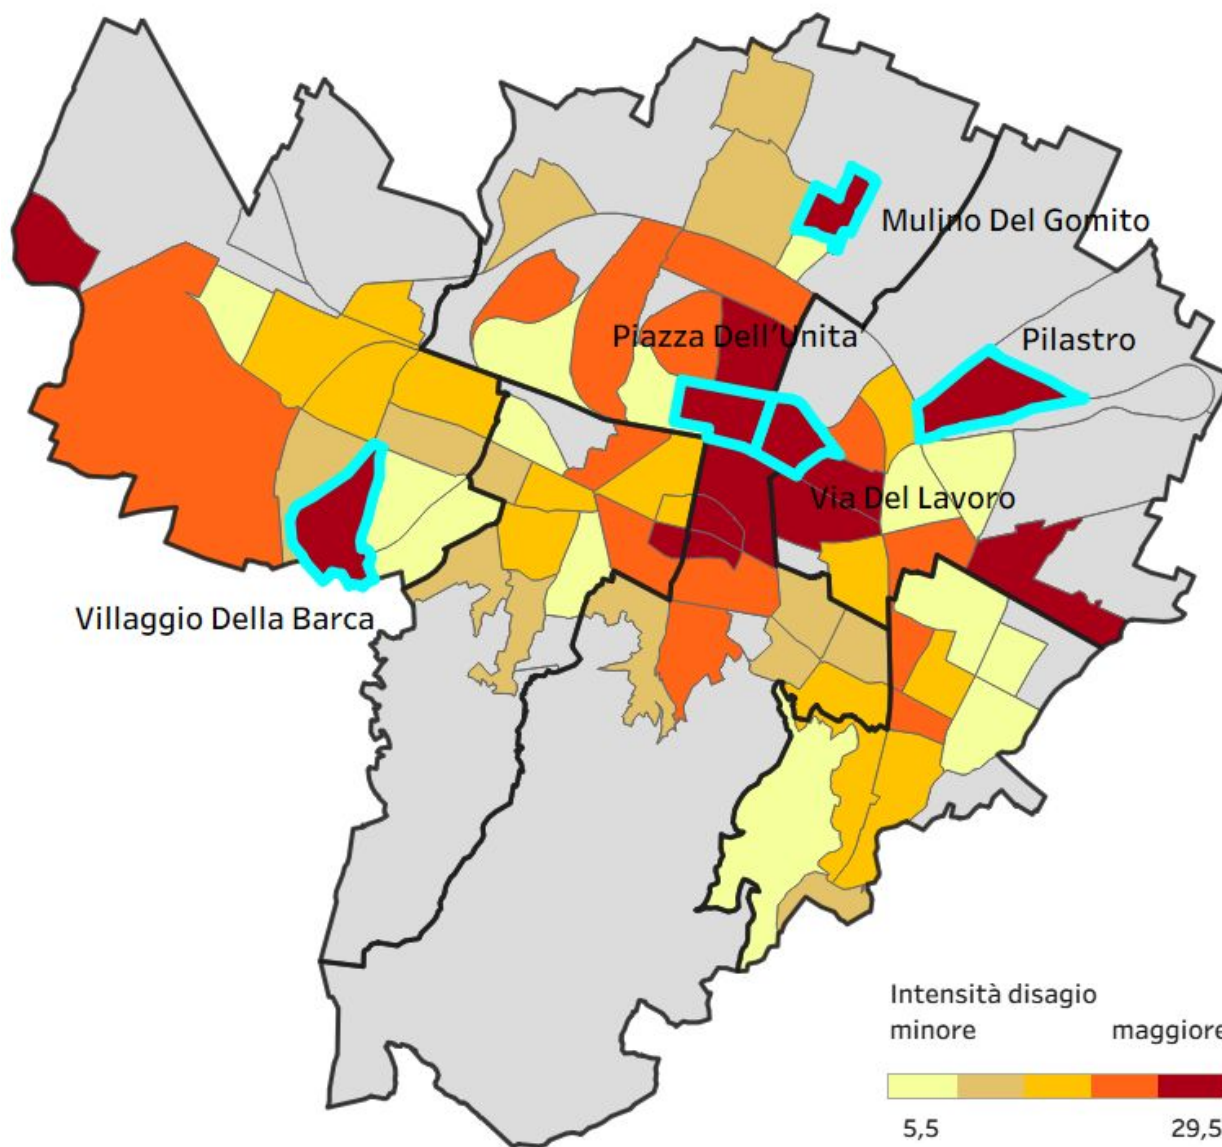 Mulino Del Gomito
Piazza Dell'Unita'
Pilastro
Via Del Lavoro
Villaggio Della Barca
Intensità disagio
minore maggiore
5,5 29,5